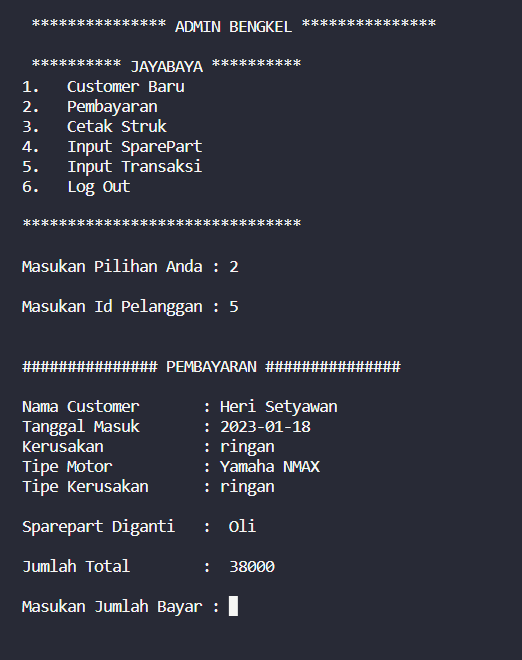 *************** ADMIN BENGKEL ***************
********** JAYABAYA **********
1. Customer Baru
2. Pembayaran
3. Cetak Struk
4. Input SparePart
5. Input Transaksi
6. Log Out
*******************************
Masukan Pilihan Anda : 2
Masukan Id Pelanggan : 5
############### PEMBAYARAN ###############
Nama Customer : Heri Setyawan
Tanggal Masuk : 2023-01-18
Kerusakan : ringan
Tipe Motor : Yamaha NMAX
Tipe Kerusakan : ringan
Sparepart Diganti : Oli
Jumlah Total : 38000
Masukan Jumlah Bayar :